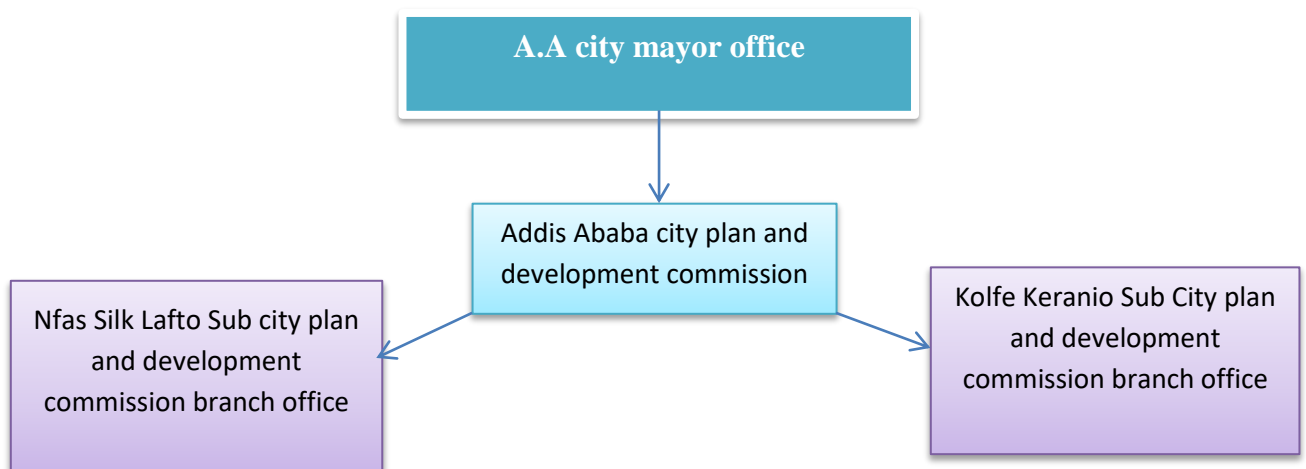 A.A city mayor office
Addis Ababa city plan and
development commission
Nfas Silk Lafto Sub city plan
and development
commission branch office
Kolfe Keranio Sub City plan
and development
commission branch office